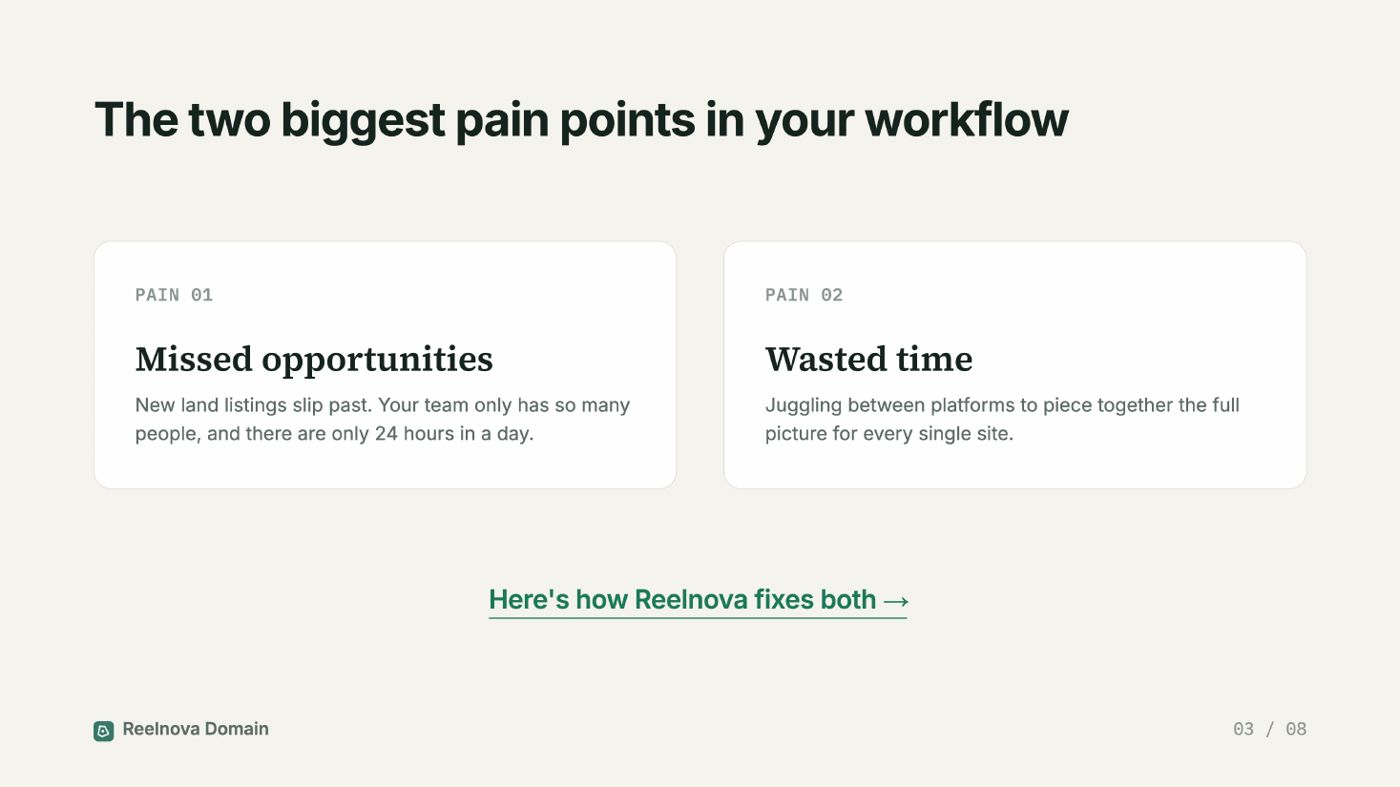 The two biggest pain points in your workflow
PAIN 01
Missed opportunities
New land listings slip past. Your team only has so many
people, and there are only 24 hours in a day.
PAIN 02
Wasted time
Juggling between platforms to piece together the full
picture for every single site.
Here's how Reelnova fixes both →
Reelnova Domain
03 / 08